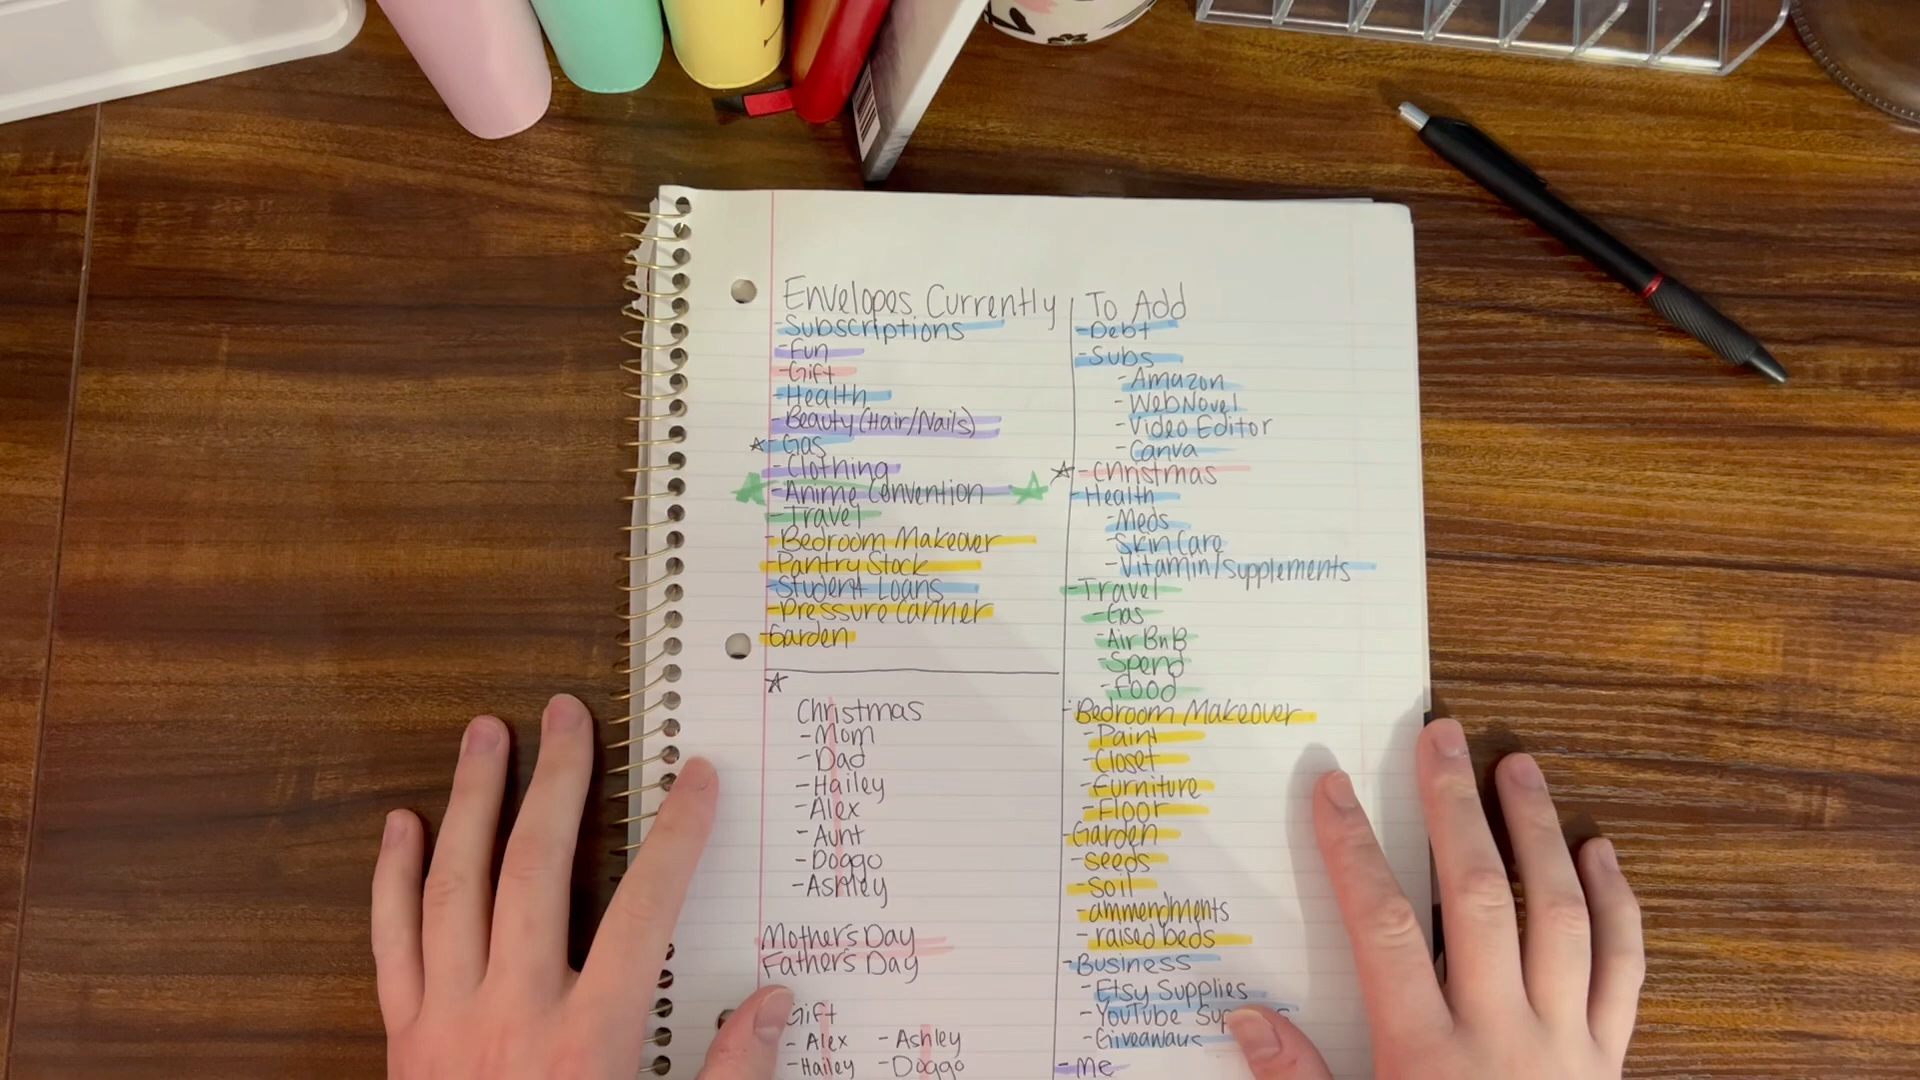 Envelopes Currently
-Subscriptions
-Fun
-Gift
-Health
-Beauty (Hair/Nails)
☆-Gas
-Clothing
-Anime Convention
-Travel
-Bedroom Makeover
-Pantry Stock
-Student Loans
-Pressure Canner
-Garden
☆
Christmas
-Mom
-Dad
-Hailey
-Alex
-Aunt
-Doggo
-Ashley
Mother's Day
Father's Day
Gift
-Alex -Ashley
-Hailey -Doggo
To Add
-Debt
-Subs
-Amazon
-WebNovel
-Video Editor
-Canva
☆-Christmas
-Health
-Meds
-Skin Care
-Vitamin/Supplements
-Travel
-Gas
-Air BnB
-Spend
-Food
-Bedroom Makeover
-Paint
-Closet
-Furniture
-Floor
-Garden
-seeds
-Soil
-ammendments
-raised beds
-Business
-Etsy Supplies
-YouTube
-Giveaways
-Me